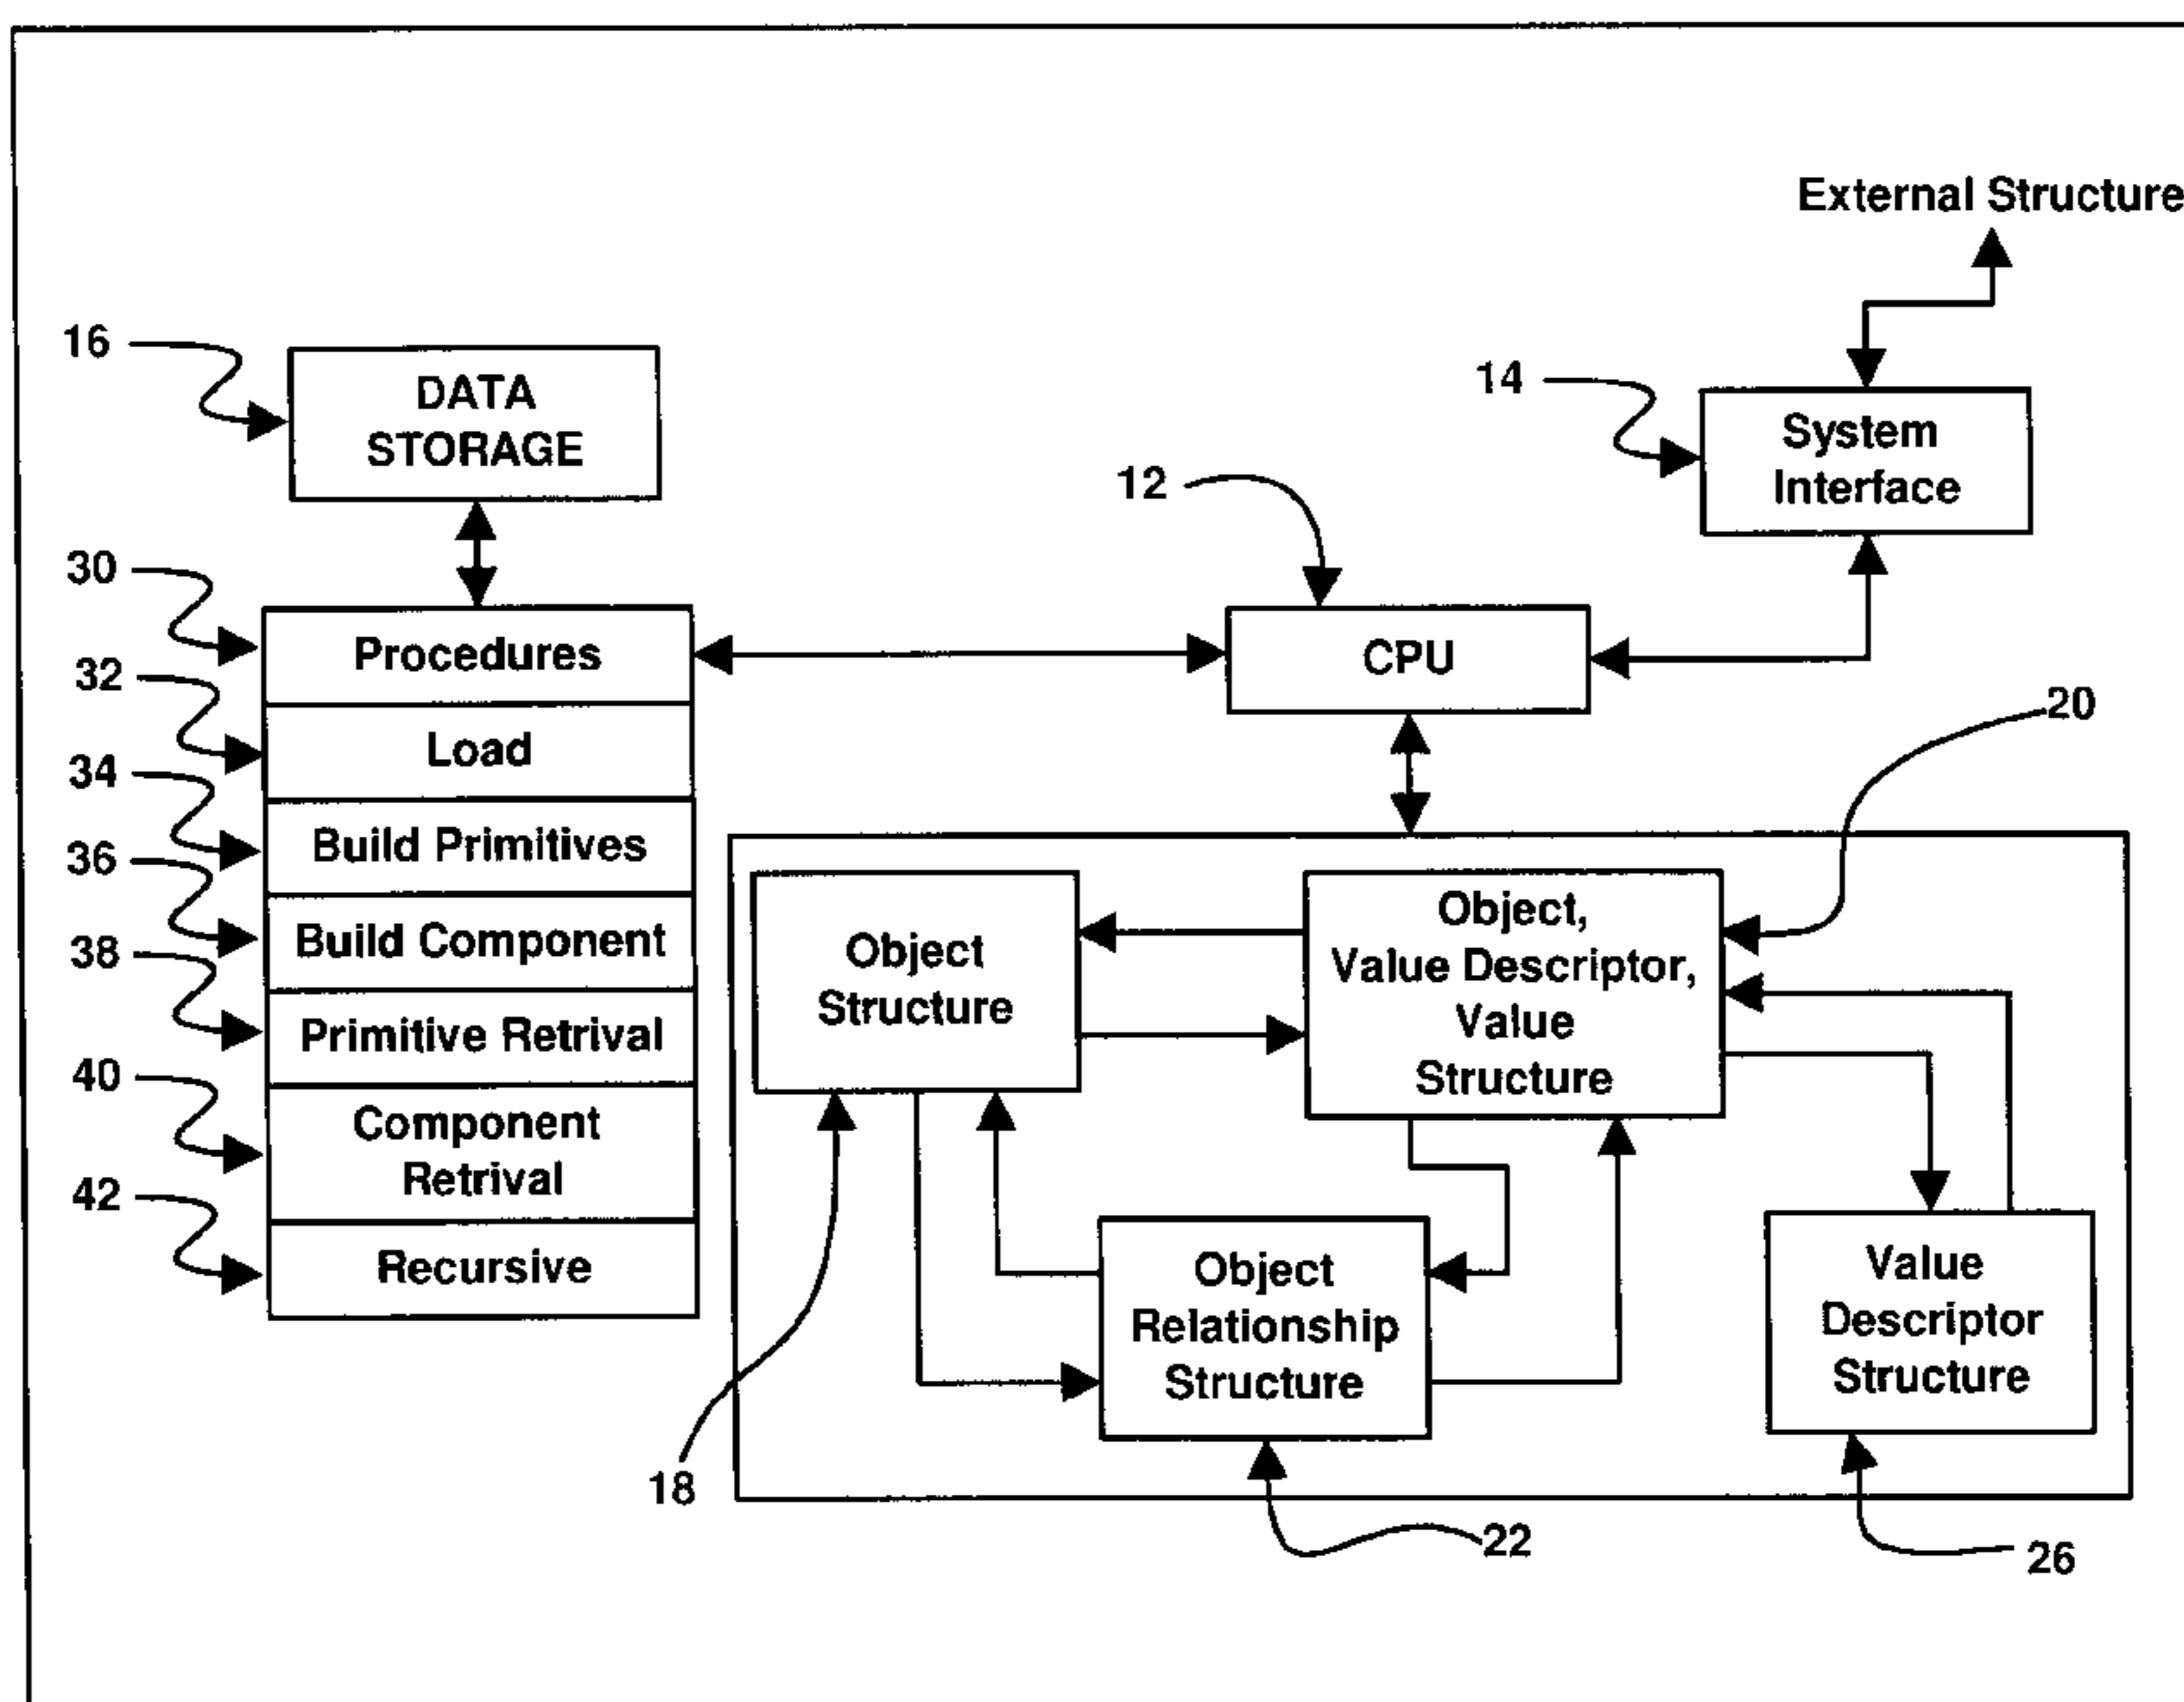 External Structure
16
DATA
STORAGE
14
System
Interface
12
30
Procedures
CPU
32
Load
20
34
Build Primitives
36
Build Component
38
Primitive Retrival
40
Component
Retrival
42
Recursive
Object
Structure
Object,
Value Descriptor,
Value
Structure
Object
Relationship
Structure
Value
Descriptor
Structure
18
22
26